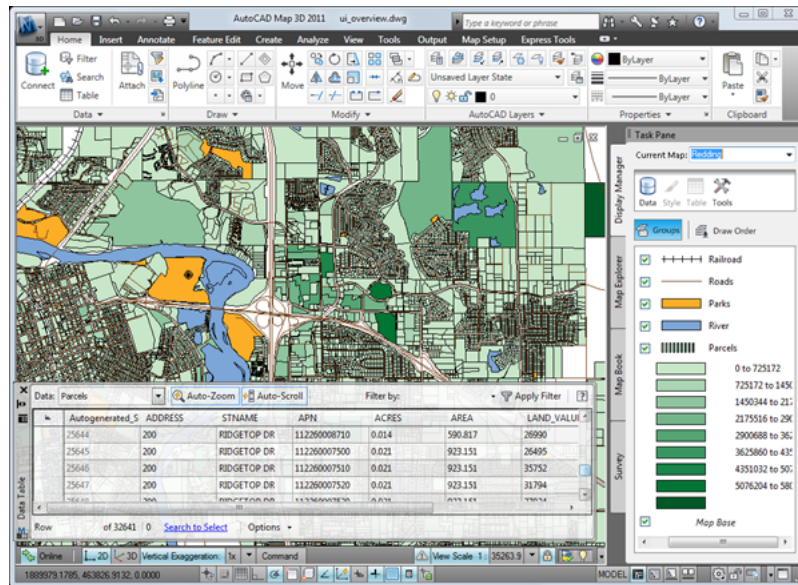 AutoCAD Map 3D 2011 ui_overview.dwg
Type a keyword or phrase
3D
Home Insert Annotate Feature Edit Create Analyze View Tools Output Map Setup Express Tools
Connect
Filter
Search
Table
Attach
Polyline
Move
Unsaved Layer State
0
ByLayer
ByLayer
ByLayer
Paste
Data
Draw
Modify
AutoCAD Layers
Properties
Clipboard
Task Pane
Current Map: Redding
Data Style Table Tools
Groups Draw Order
Display Manager
Map Explorer
Map Book
Survey
Railroad
Roads
Parks
River
Parcels
0 to 725172
725172 to 1450
1450344 to 217
2175516 to 290
2900688 to 362
3625860 to 435
4351032 to 507
5076204 to 580
Map Base
Data: Parcels Auto-Zoom Auto-Scroll Filter by: Apply Filter
Autogenerated_S ADDRESS STNAME APN ACRES AREA LAND_VALU
25644 200 RIDGETOP DR 112260008710 0.014 590.817 26990
25645 200 RIDGETOP DR 112260007500 0.021 923.151 26495
25646 200 RIDGETOP DR 112260007510 0.021 923.151 35752
25647 200 RIDGETOP DR 112260007520 0.021 923.151 31794
Row of 32641 0 Search to Select Options
Data Table
Online 2D 3D Vertical Exaggeration: 1x Command View Scale 1: 35263.9
1889979.1785, 463826.9132, 0.0000 MODEL